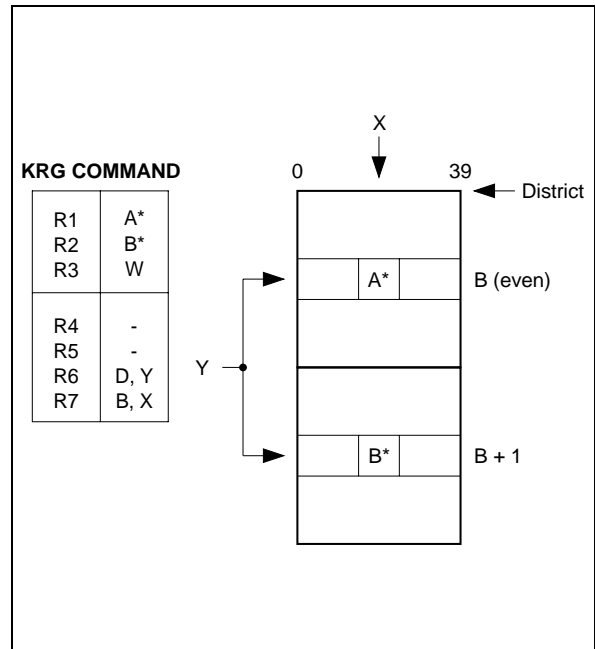 X
KRG COMMAND
0 39
District
R1 A*
R2 B*
R3 W
A* B (even)
R4 -
R5 -
R6 D, Y
R7 B, X
Y
B* B + 1